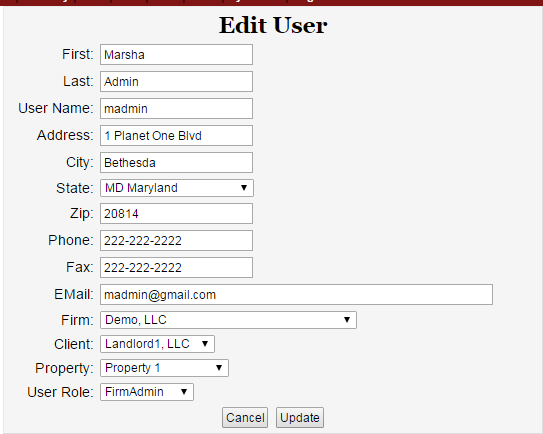 Edit User
First: Marsha
Last: Admin
User Name: madmin
Address: 1 Planet One Blvd
City: Bethesda
State: MD Maryland
Zip: 20814
Phone: 222-222-2222
Fax: 222-222-2222
EMail: madmin@gmail.com
Firm: Demo, LLC
Client: Landlord1, LLC
Property: Property 1
User Role: FirmAdmin
Cancel Update